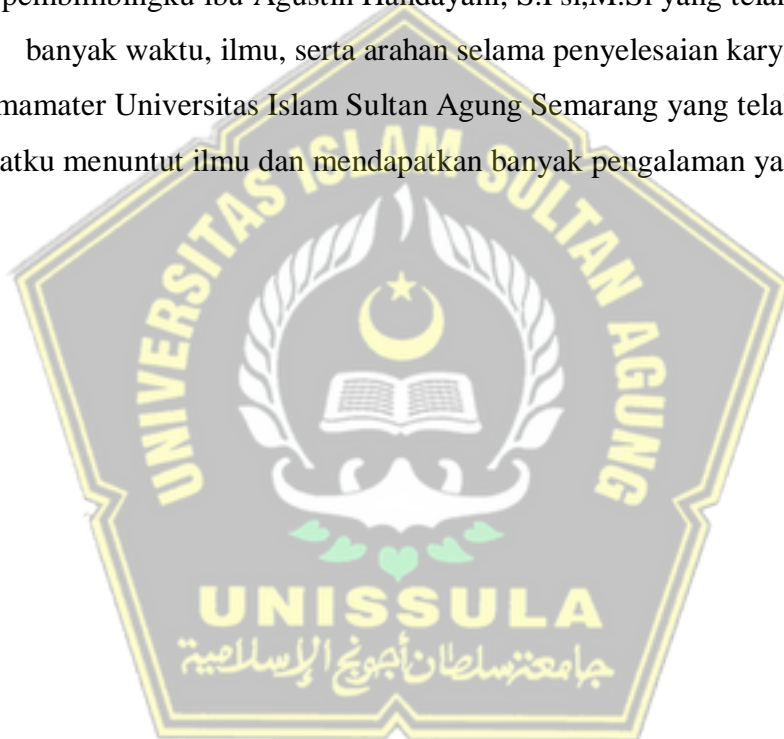 pembimbingku Ibu Agustin Handayani, S.Psi,M.Si yang telah
banyak waktu, ilmu, serta arahan selama penyelesaian kary
mamater Universitas Islam Sultan Agung Semarang yang telah
atku menuntut ilmu dan mendapatkan banyak pengalaman ya
UNIVERSITAS ISLAM SULTAN AGUNG
UNISSULA
جامعة سلطان أجونج الإسلامية